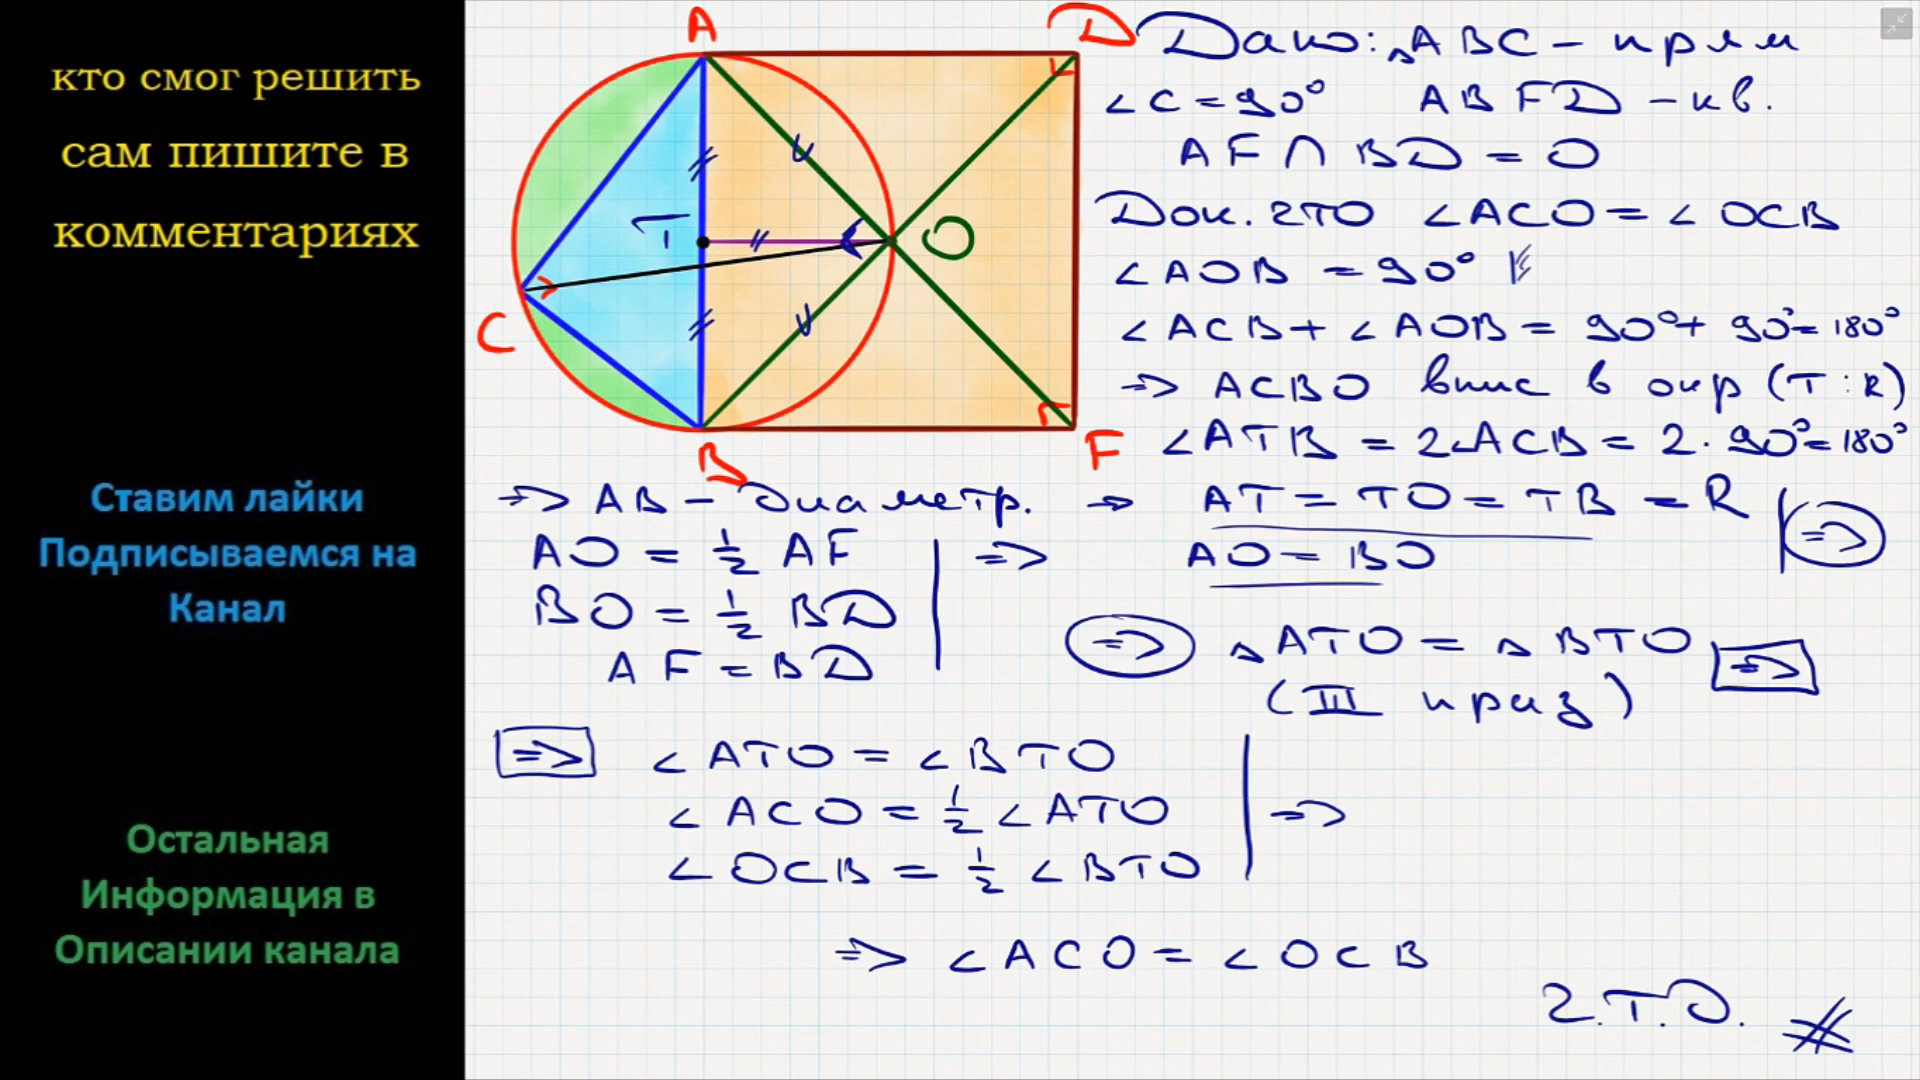 кто смог решить
сам пишите в
комментариях
Ставим лайки
Подписываемся на
Канал
Остальная
Информация в
Описании канала
A
D
T
O
C
B
F
Дано: △ABC – прям
∠C = 90° ABFD – кв.
AF ∩ BD = O
Док. что ∠ACO = ∠OCB
∠AOB = 90°
∠ACB + ∠AOB = 90° + 90° = 180°
=> ACBO впис в окр (T; R)
∠ATB = 2∠ACB = 2 · 90° = 180°
=> AB – диаметр. => AT = TO = TB = R =>
AO = 1/2 AF => AO = BO
BO = 1/2 BD
AF = BD
=> △ATO = △BTO =>
(III приз)
=> ∠ATO = ∠BTO
∠ACO = 1/2 ∠ATO =>
∠OCB = 1/2 ∠BTO
=> ∠ACO = ∠OCB
Ч.Т.Д.